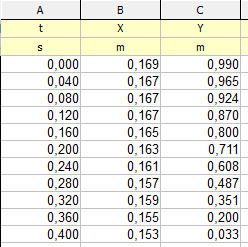 A B C
t X Y
s m m
0,000 0,169 0,990
0,040 0,167 0,965
0,080 0,167 0,924
0,120 0,167 0,870
0,160 0,165 0,800
0,200 0,163 0,711
0,240 0,161 0,608
0,280 0,157 0,487
0,320 0,159 0,351
0,360 0,155 0,200
0,400 0,153 0,033